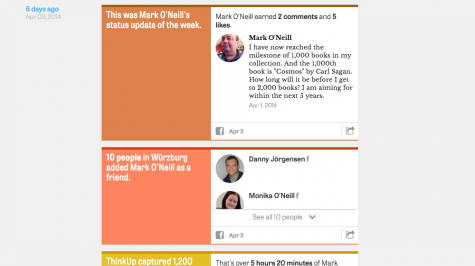 6 days ago
Apr 03, 2014
This was Mark O'Neill's
status update of the week.
Mark O'Neill earned 2 comments and 5
likes.
Mark O'Neill
I have now reached the
milestone of 1,000 books in my
collection. And the 1,000th
book is "Cosmos" by Carl Sagan.
How long will it be before I get
to 2,000 books? I am aiming for
within the next 5 years.
Apr 1, 2014
Apr 3
10 people in Würzburg
added Mark O'Neill as a
friend.
Danny Jörgensen f
Monika O'Neill f
See all 10 people
Apr 3
ThinkUp captured 1,200
That's over 5 hours 20 minutes of Mark